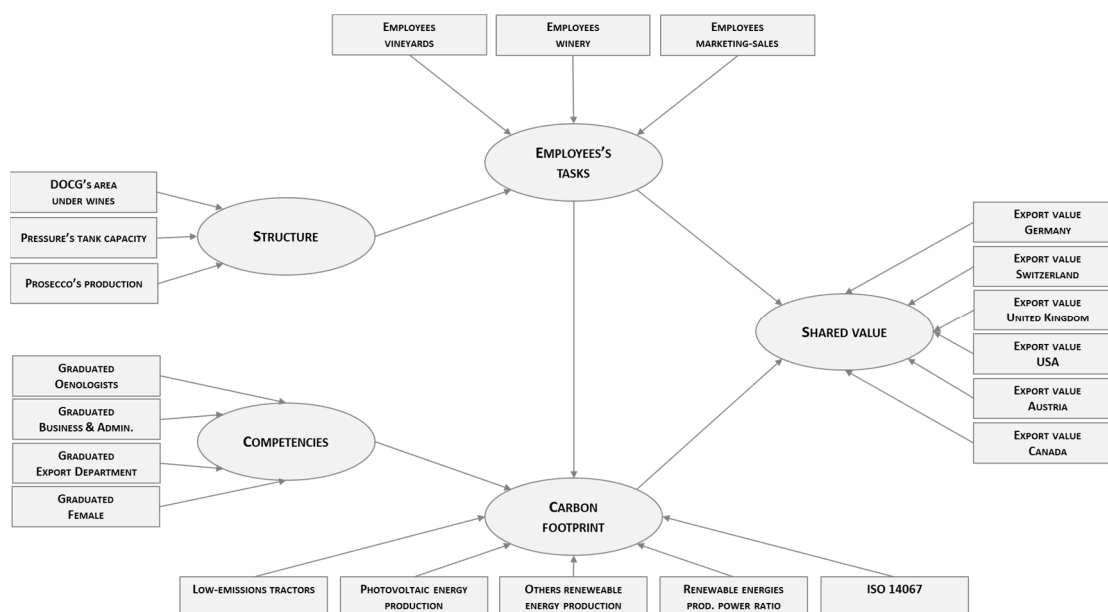 Employees
vineyards
Employees
winery
Employees
marketing-sales
Employees's
tasks
DOCG's area
under wines
Pressure's tank capacity
Prosecco's production
Structure
Export value
Germany
Export value
Switzerland
Export value
United Kingdom
Export value
USA
Export value
Austria
Export value
Canada
Shared value
Graduated
Oenologists
Graduated
Business & Admin.
Graduated
Export Department
Graduated
Female
Competencies
Carbon
footprint
Low-emissions tractors
Photovoltaic energy
production
Others reneweable
energy production
Renewable energies
prod. power ratio
ISO 14067